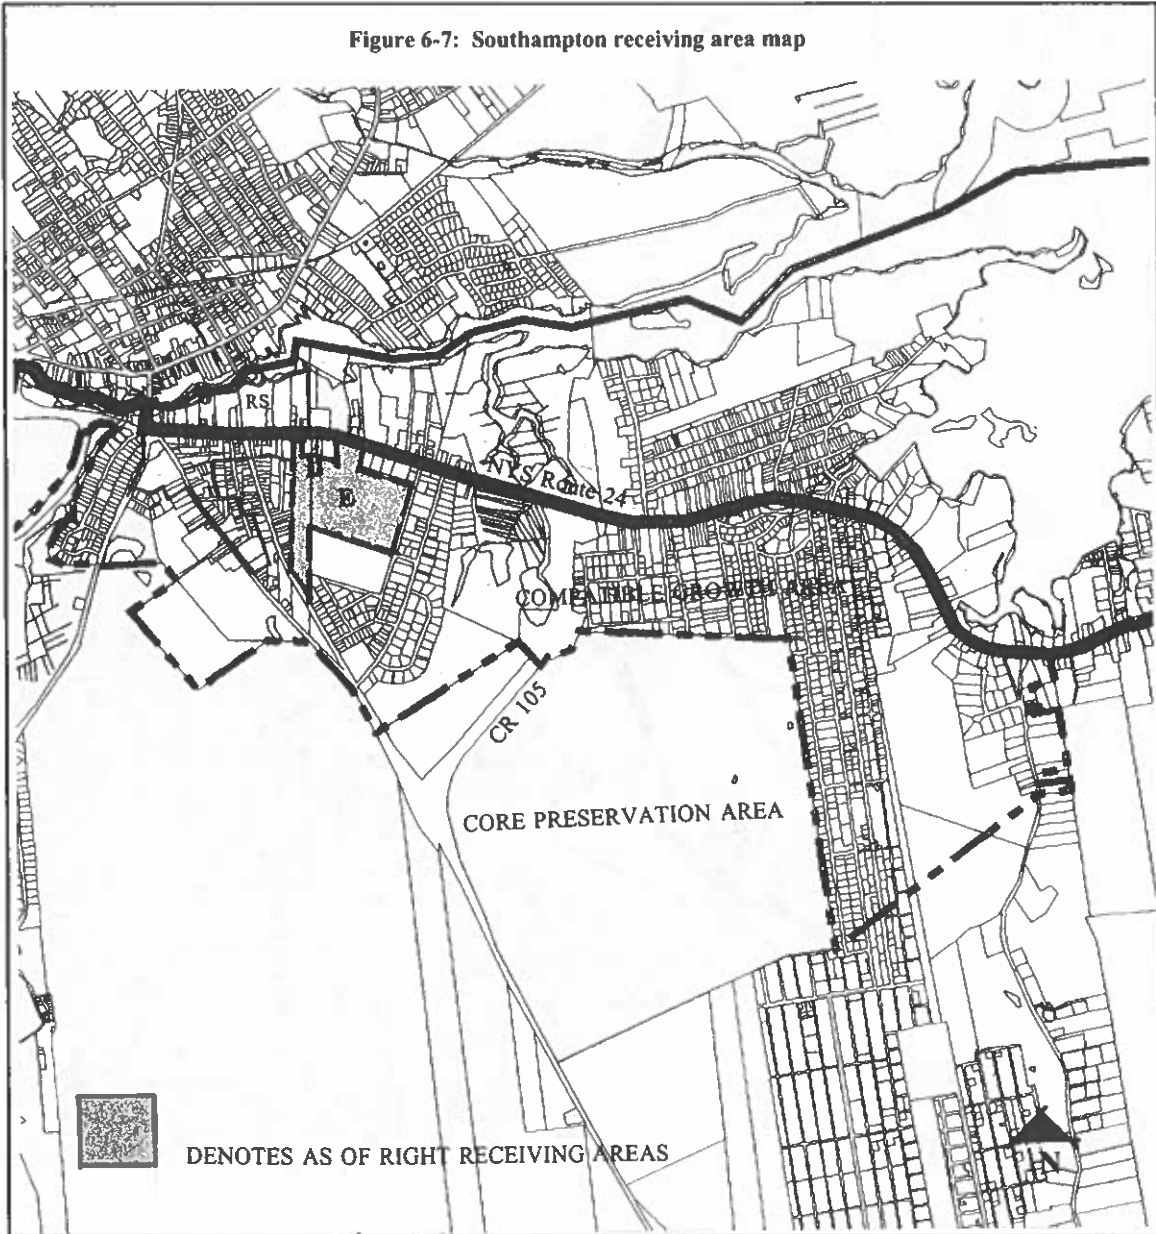 Figure 6-7: Southampton receiving area map
RS
E
NYS Route 24
COMPATIBLE GROWTH AREA
CR 105
CORE PRESERVATION AREA
DENOTES AS OF RIGHT RECEIVING AREAS
N